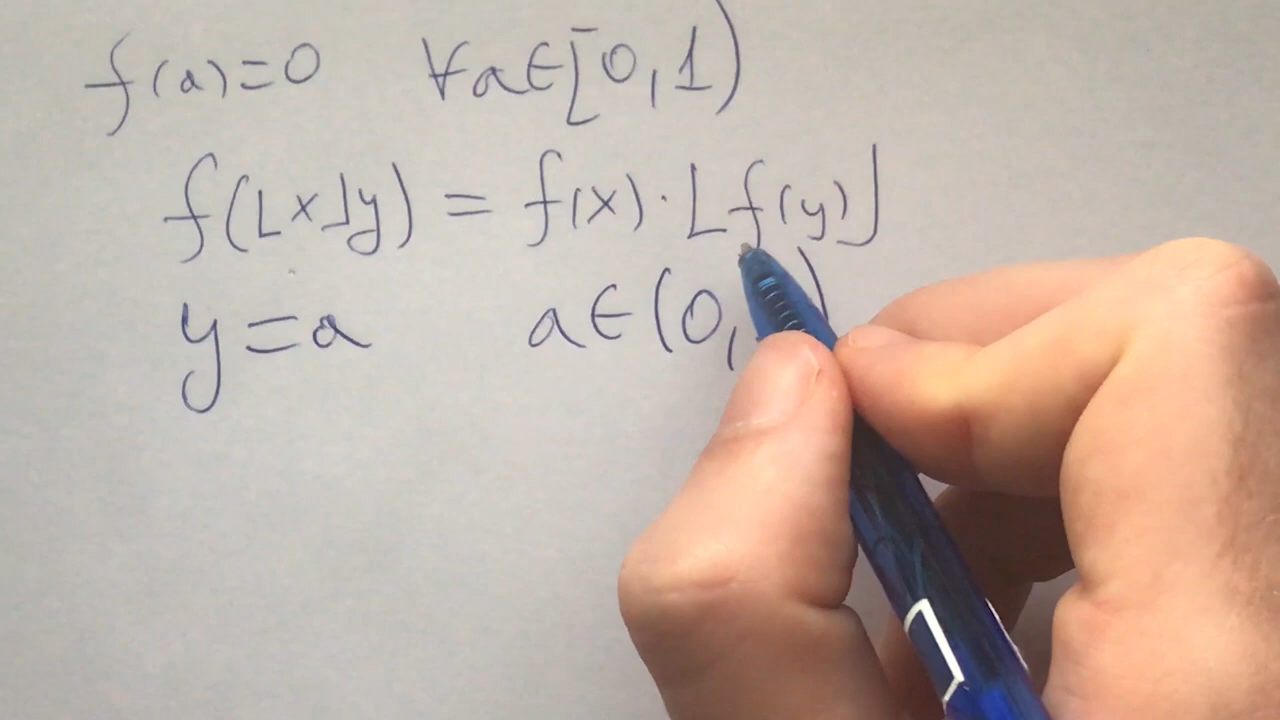 f(a)=0 ∀a∈[0,1)
f(⌊x⌋y) = f(x)·⌊f(y)⌋
y=a a∈(0, )